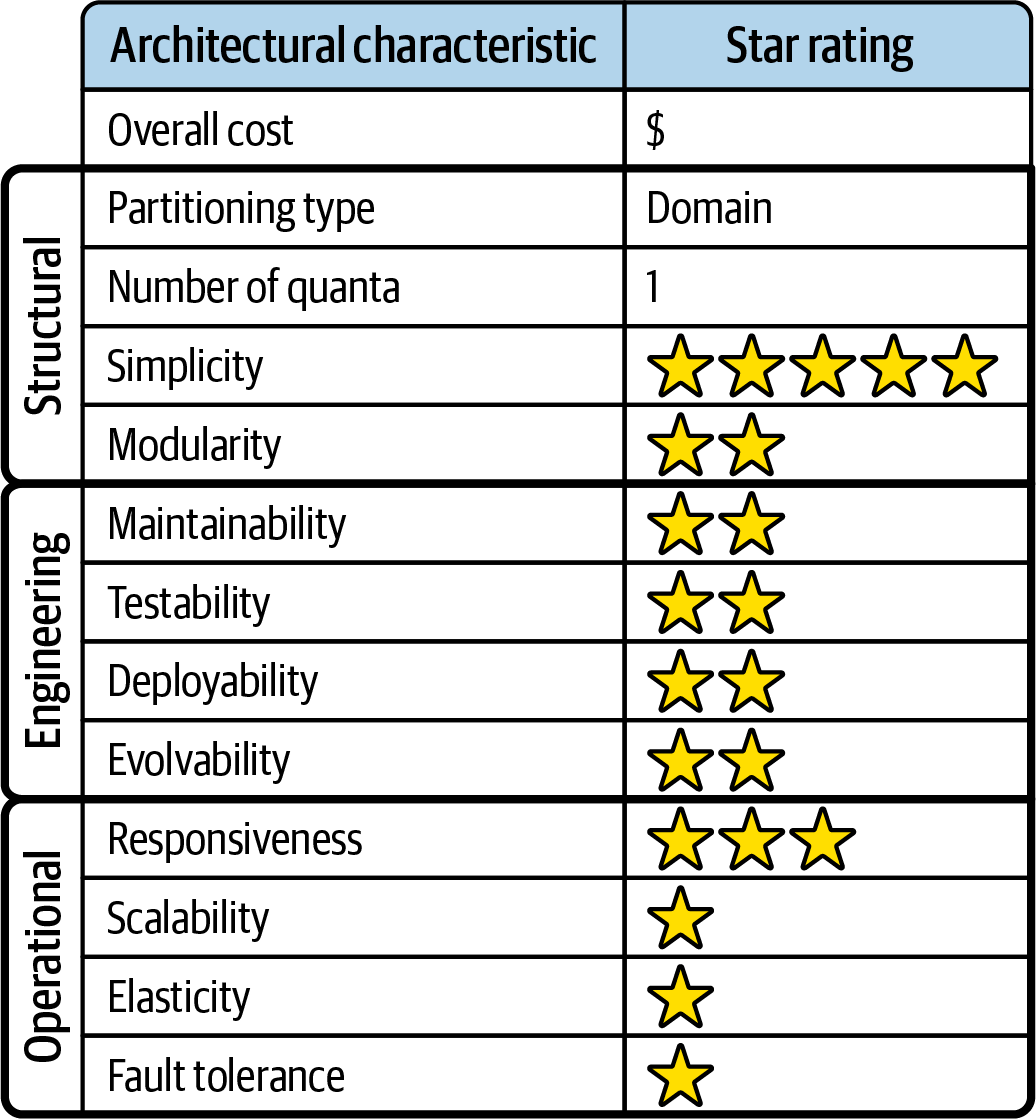 Architectural characteristic Star rating
Overall cost $
Structural
Partitioning type Domain
Number of quanta 1
Simplicity
Modularity
Engineering
Maintainability
Testability
Deployability
Evolvability
Operational
Responsiveness
Scalability
Elasticity
Fault tolerance